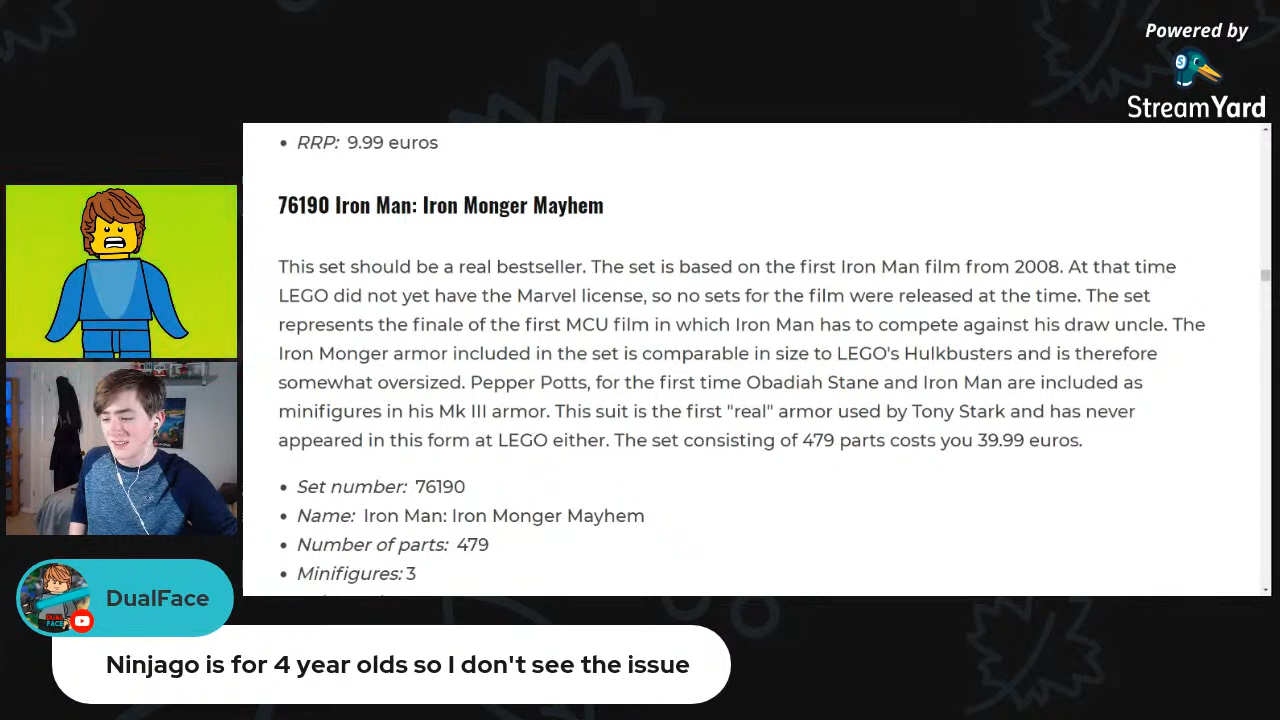 Powered by
StreamYard
• RRP: 9.99 euros
76190 Iron Man: Iron Monger Mayhem
This set should be a real bestseller. The set is based on the first Iron Man film from 2008. At that time
LEGO did not yet have the Marvel license, so no sets for the film were released at the time. The set
represents the finale of the first MCU film in which Iron Man has to compete against his draw uncle. The
Iron Monger armor included in the set is comparable in size to LEGO's Hulkbusters and is therefore
somewhat oversized. Pepper Potts, for the first time Obadiah Stane and Iron Man are included as
minifigures in his Mk III armor. This suit is the first "real" armor used by Tony Stark and has never
appeared in this form at LEGO either. The set consisting of 479 parts costs you 39.99 euros.
• Set number: 76190
• Name: Iron Man: Iron Monger Mayhem
• Number of parts: 479
• Minifigures: 3
DUAL
FACE
DualFace
Ninjago is for 4 year olds so I don't see the issue